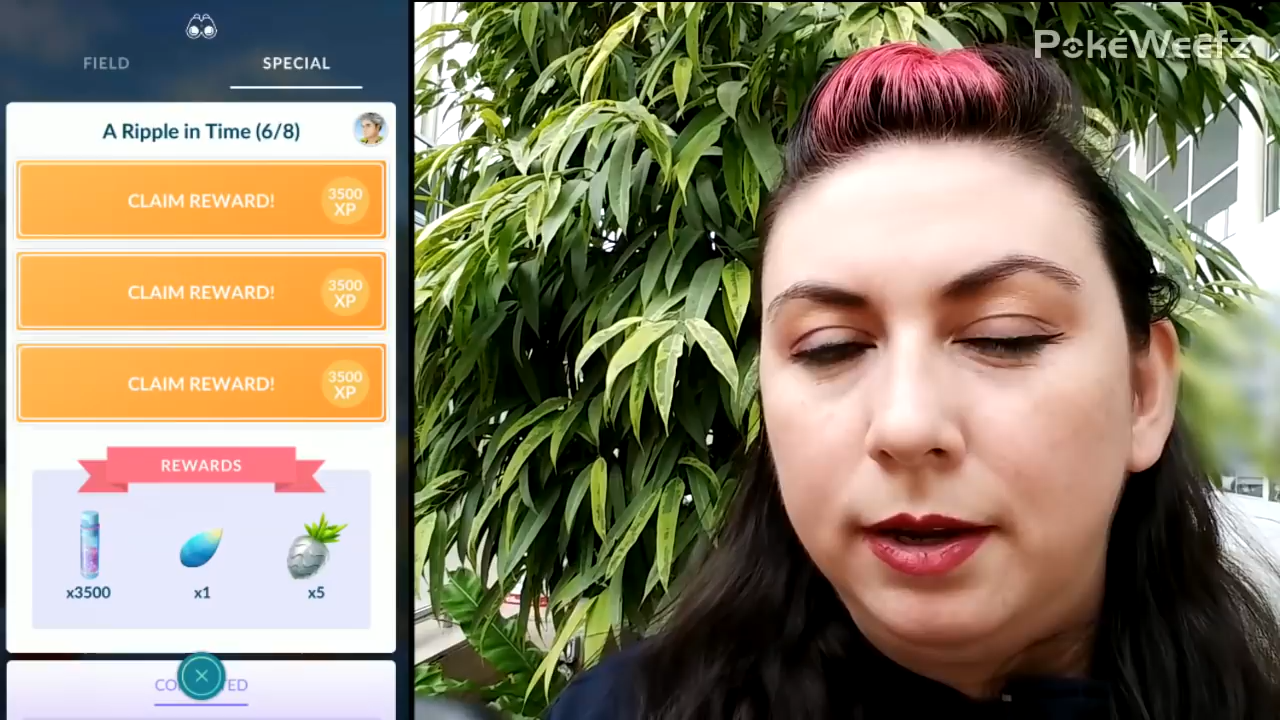 FIELD
SPECIAL
A Ripple in Time (6/8)
CLAIM REWARD!
3500
XP
CLAIM REWARD!
3500
XP
CLAIM REWARD!
3500
XP
REWARDS
x3500
x1
x5
PokéWeefz